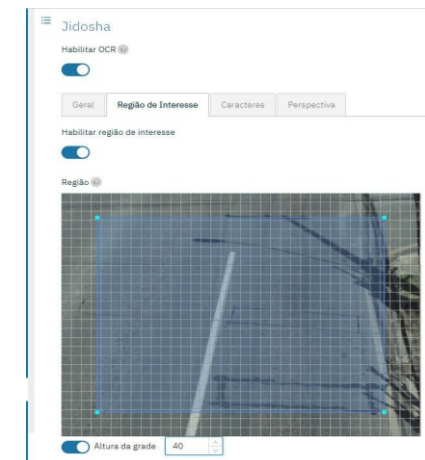 Jidosha
Habilitar OCR
Geral Região de Interesse Caracteres Perspectiva
Habilitar região de interesse
Região
Altura da grade 40